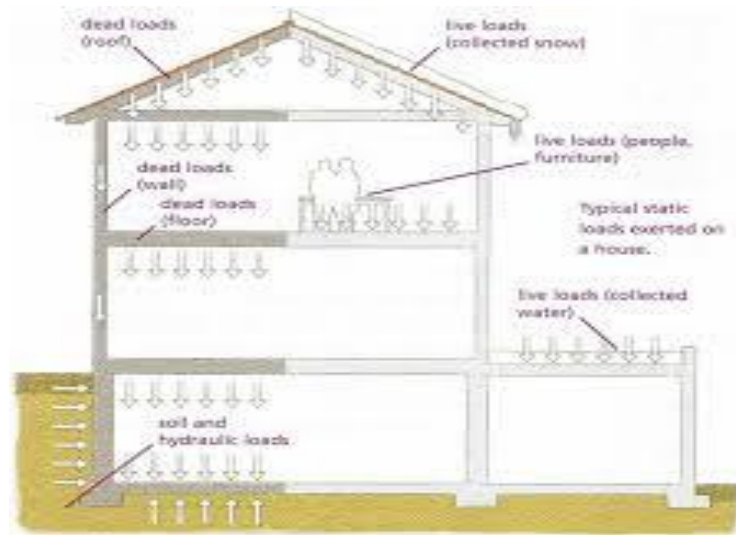 dead loads
(roof)
live loads
(collected snow)
live loads (people,
furniture)
dead loads
(wall)
dead loads
(floor)
Typical static
loads exerted on
a house.
live loads (collected
water)
soil and
hydraulic loads